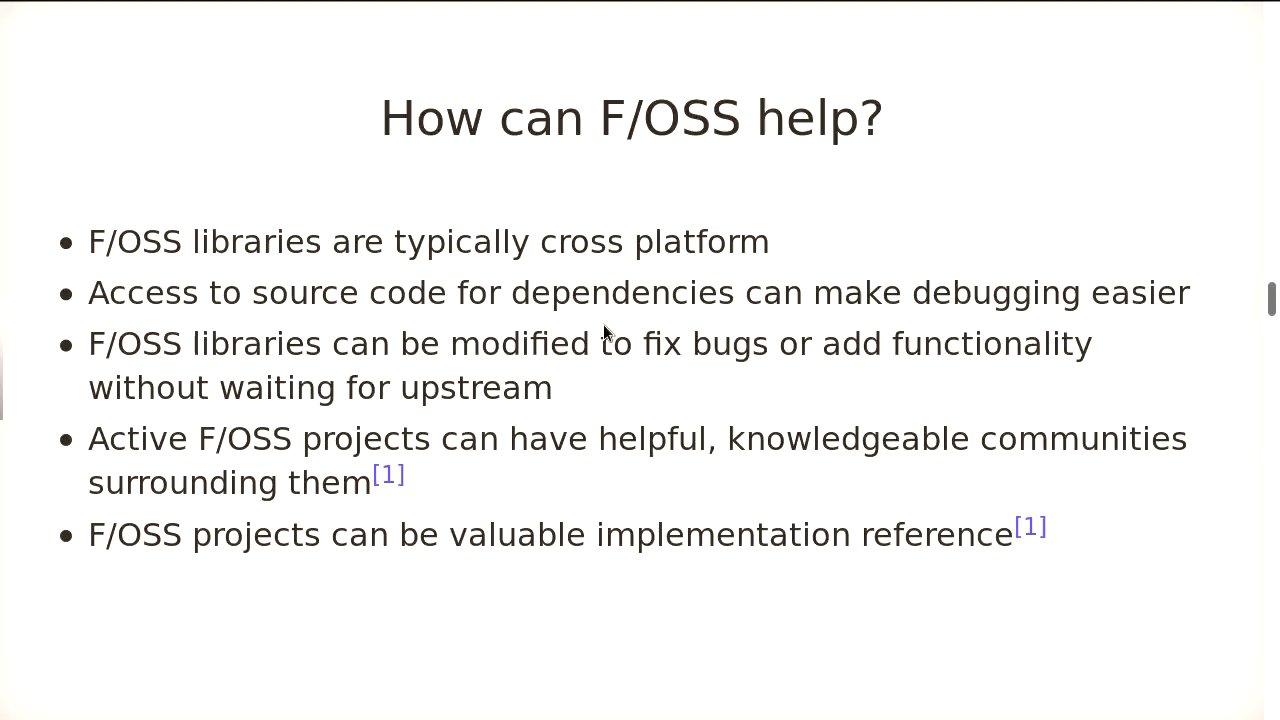 How can F/OSS help?
• F/OSS libraries are typically cross platform
• Access to source code for dependencies can make debugging easier
• F/OSS libraries can be modified to fix bugs or add functionality
without waiting for upstream
• Active F/OSS projects can have helpful, knowledgeable communities
surrounding them[1]
• F/OSS projects can be valuable implementation reference[1]